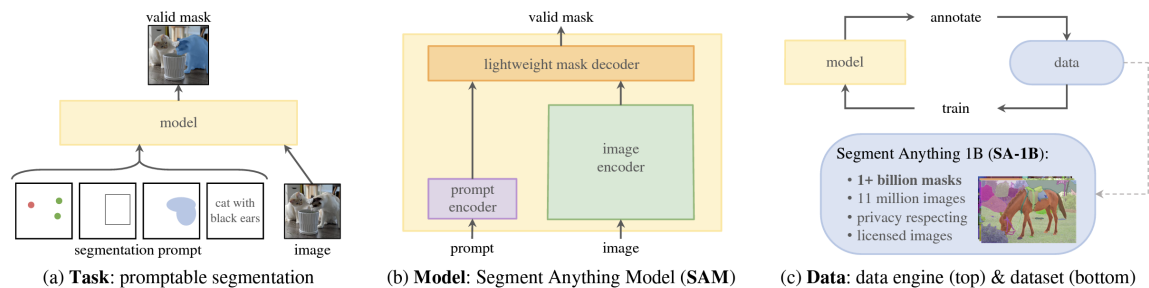 valid mask
model
cat with
black ears
segmentation prompt
image
(a) Task: promptable segmentation
valid mask
lightweight mask decoder
image
encoder
prompt
encoder
prompt
image
(b) Model: Segment Anything Model (SAM)
annotate
model
data
train
Segment Anything 1B (SA-1B):
• 1+ billion masks
• 11 million images
• privacy respecting
• licensed images
(c) Data: data engine (top) & dataset (bottom)